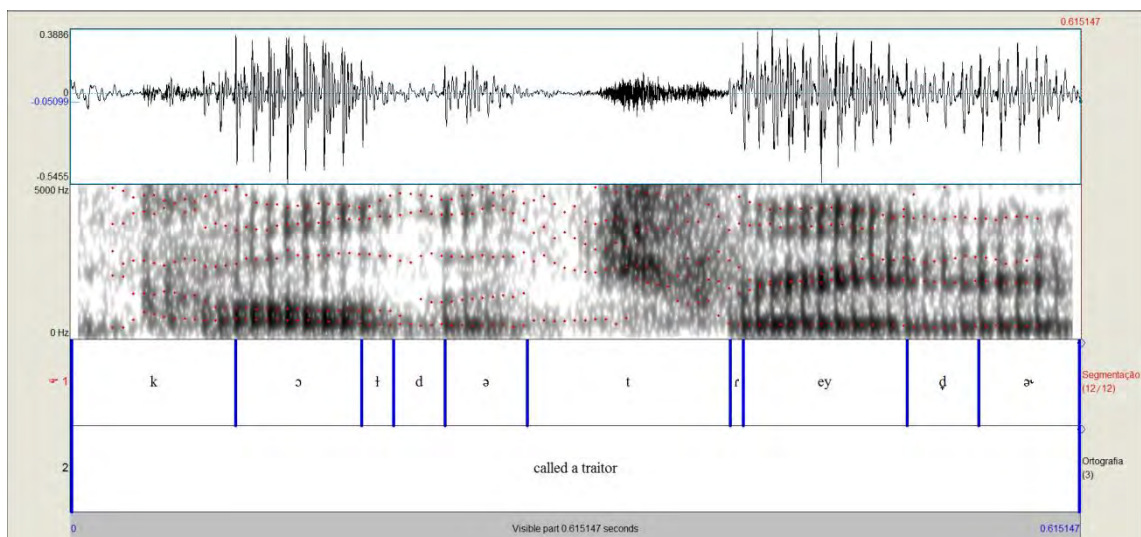 0.615147
0.3886
0
-0.05099
-0.5455
5000 Hz
0 Hz
1
k ɔ ɫ d ə t ɾ ey d̬ ɚ
Segmentação
(12/12)
2
called a traitor
Ortografia
(3)
0 Visible part 0.615147 seconds 0.615147